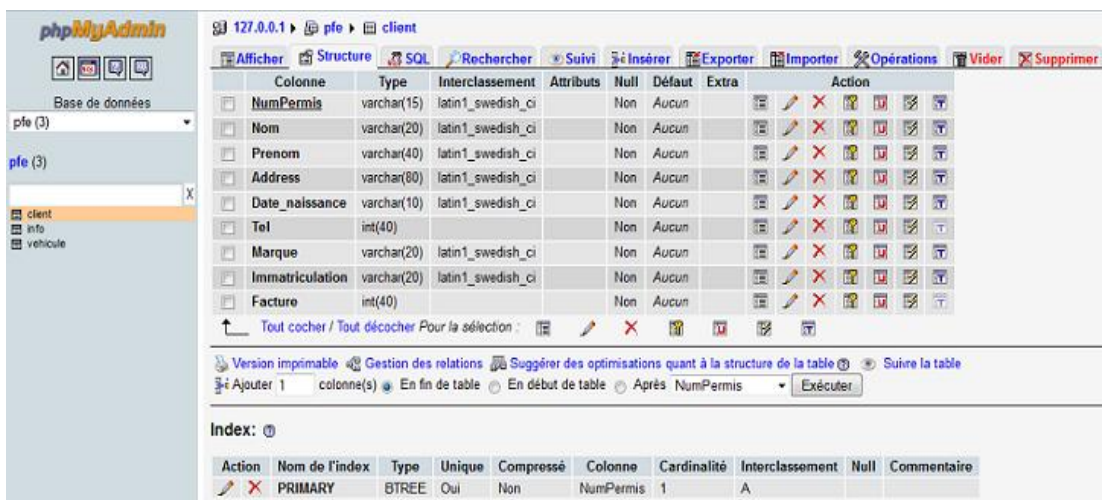 phpMyAdmin
Base de données
pfe (3)
pfe (3)
X
client
info
vehicule
127.0.0.1 ▸ pfe ▸ client
Afficher Structure SQL Rechercher Suivi Insérer Exporter Importer Opérations Vider Supprimer
Colonne Type Interclassement Attributs Null Défaut Extra Action
NumPermis varchar(15) latin1_swedish_ci Non Aucun
Nom varchar(20) latin1_swedish_ci Non Aucun
Prenom varchar(40) latin1_swedish_ci Non Aucun
Address varchar(80) latin1_swedish_ci Non Aucun
Date_naissance varchar(10) latin1_swedish_ci Non Aucun
Tel int(40) Non Aucun
Marque varchar(20) latin1_swedish_ci Non Aucun
Immatriculation varchar(20) latin1_swedish_ci Non Aucun
Facture int(40) Non Aucun
Tout cocher / Tout décocher Pour la sélection :
Version imprimable Gestion des relations Suggérer des optimisations quant à la structure de la table Suivre la table
Ajouter 1 colonne(s) En fin de table En début de table Après NumPermis Exécuter
Index:
Action Nom de l'index Type Unique Compressé Colonne Cardinalité Interclassement Null Commentaire
PRIMARY BTREE Oui Non NumPermis 1 A